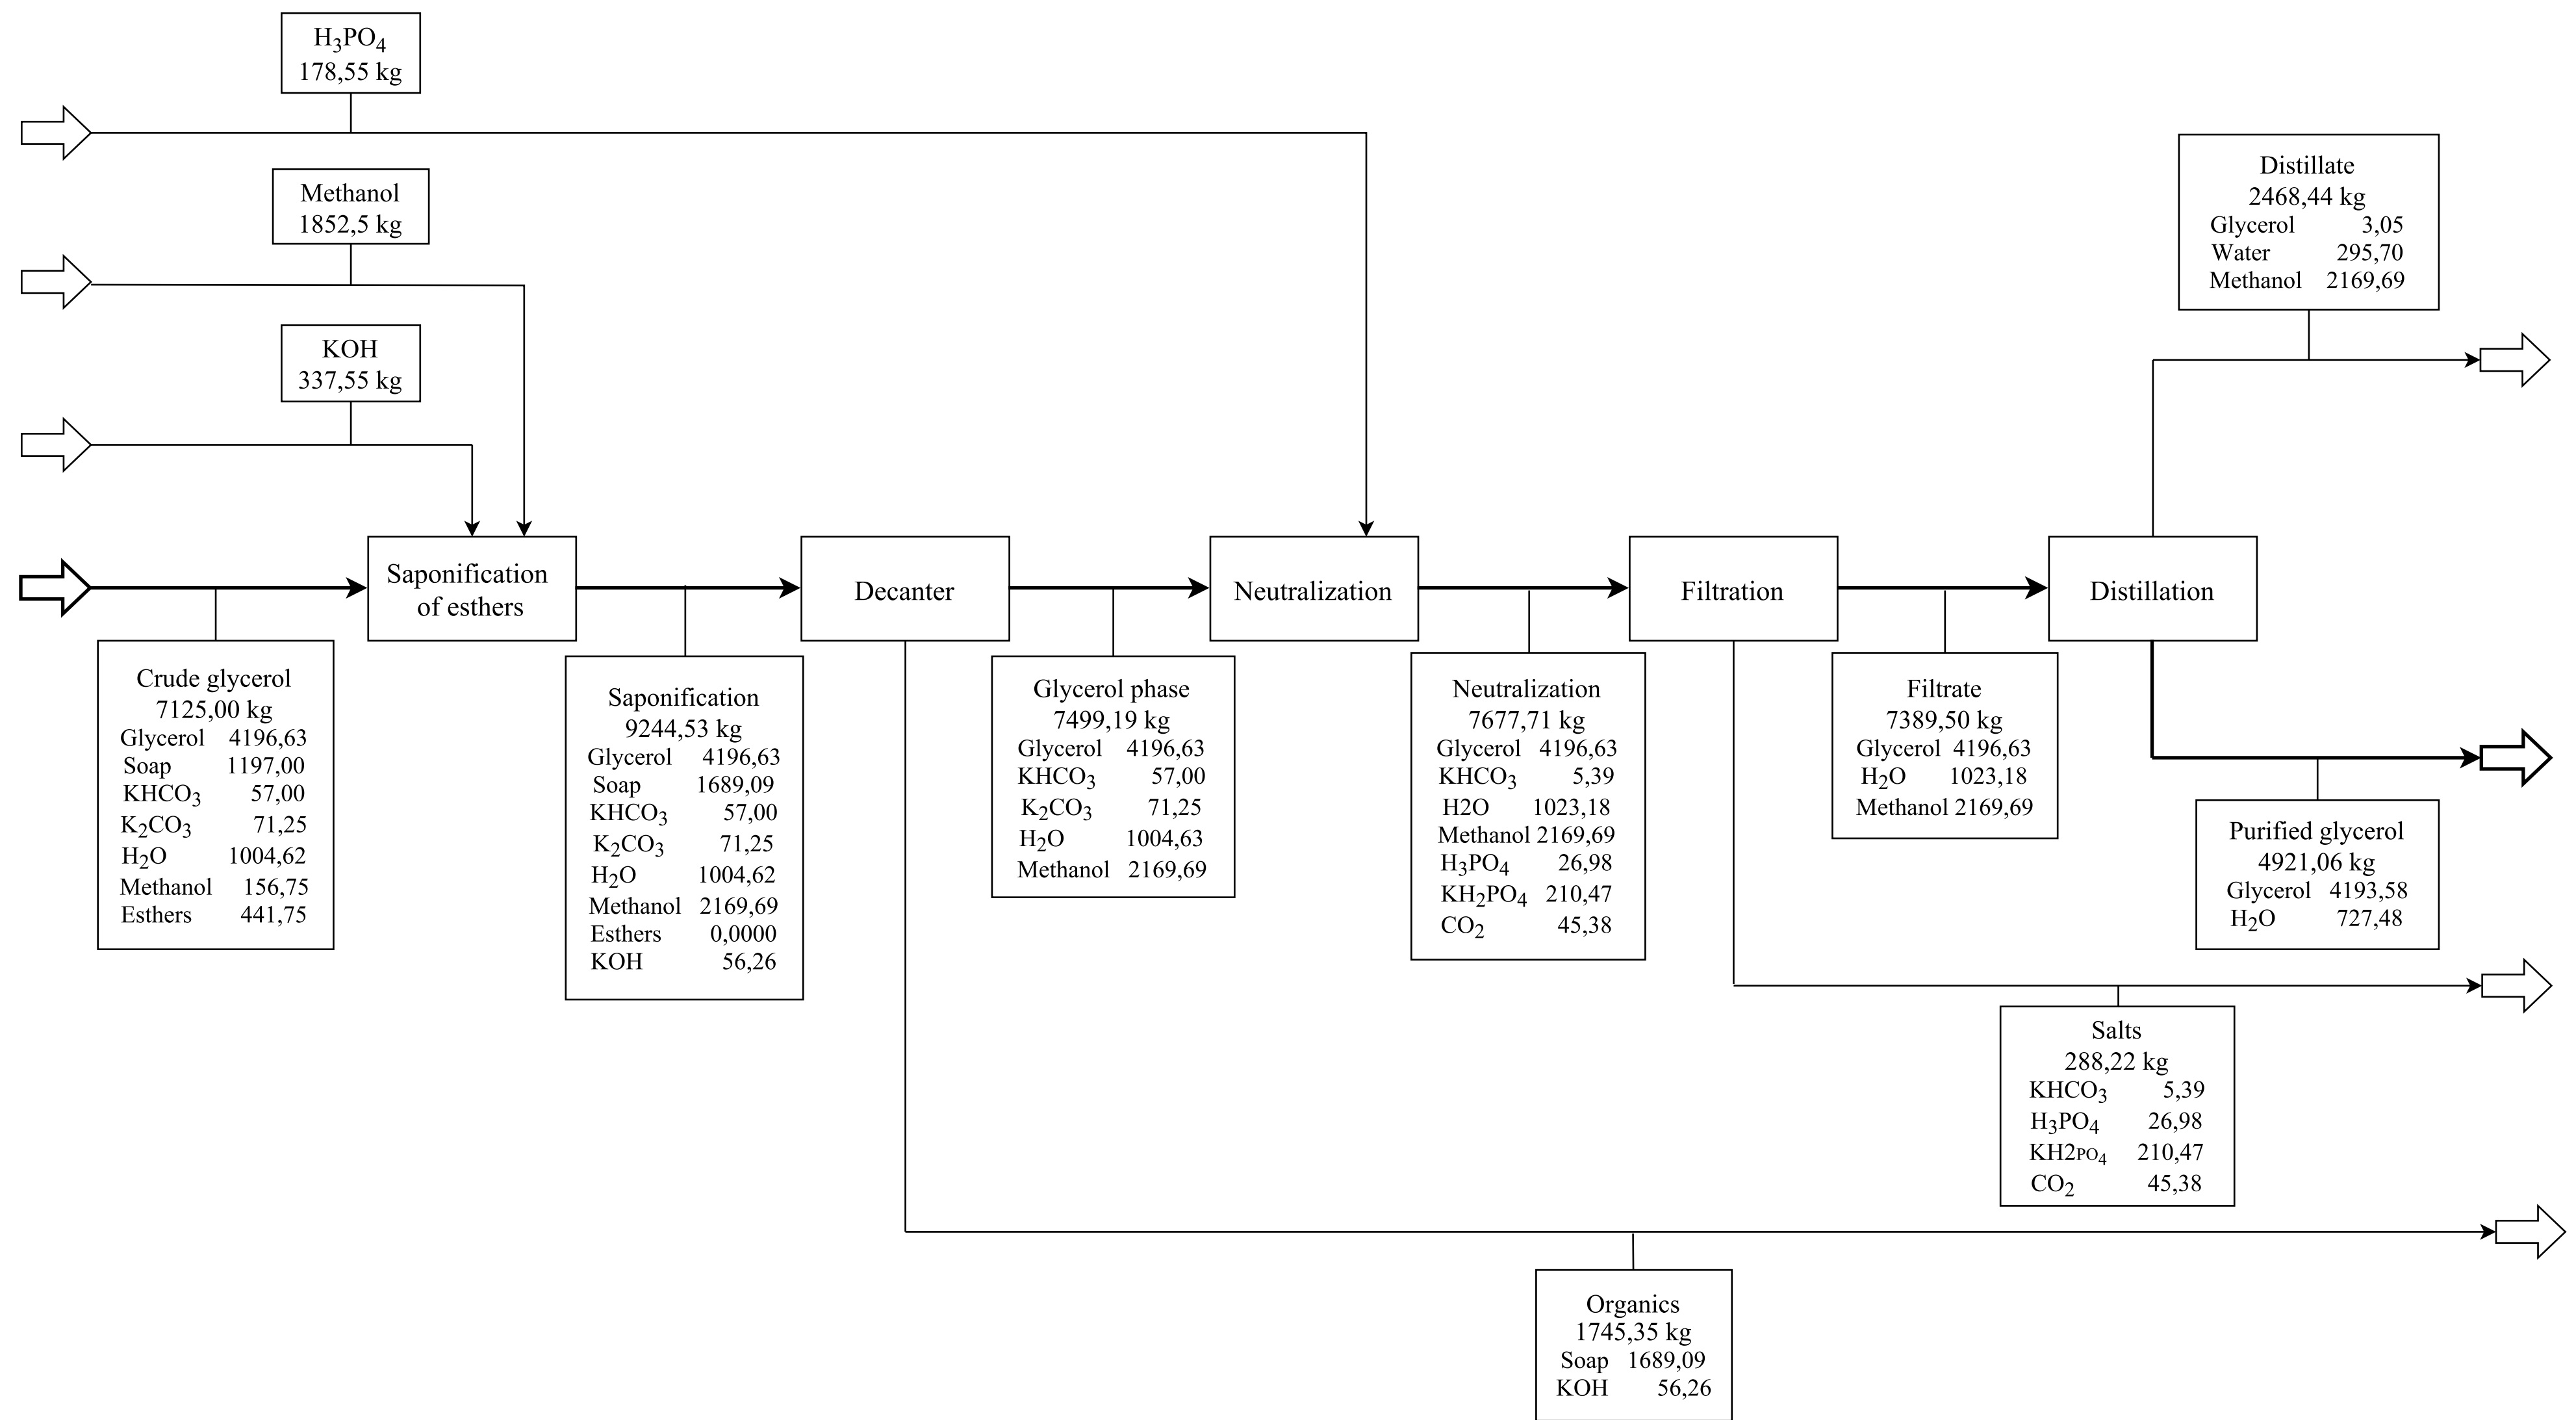 H3PO4
178,55 kg
Methanol
1852,5 kg
KOH
337,55 kg
Distillate
2468,44 kg
Glycerol 3,05
Water 295,70
Methanol 2169,69
Saponification
of esthers
Decanter
Neutralization
Filtration
Distillation
Crude glycerol
7125,00 kg
Glycerol 4196,63
Soap 1197,00
KHCO3 57,00
K2CO3 71,25
H2O 1004,62
Methanol 156,75
Esthers 441,75
Saponification
9244,53 kg
Glycerol 4196,63
Soap 1689,09
KHCO3 57,00
K2CO3 71,25
H2O 1004,62
Methanol 2169,69
Esthers 0,0000
KOH 56,26
Glycerol phase
7499,19 kg
Glycerol 4196,63
KHCO3 57,00
K2CO3 71,25
H2O 1004,63
Methanol 2169,69
Neutralization
7677,71 kg
Glycerol 4196,63
KHCO3 5,39
H2O 1023,18
Methanol 2169,69
H3PO4 26,98
KH2PO4 210,47
CO2 45,38
Filtrate
7389,50 kg
Glycerol 4196,63
H2O 1023,18
Methanol 2169,69
Purified glycerol
4921,06 kg
Glycerol 4193,58
H2O 727,48
Salts
288,22 kg
KHCO3 5,39
H3PO4 26,98
KH2PO4 210,47
CO2 45,38
Organics
1745,35 kg
Soap 1689,09
KOH 56,26